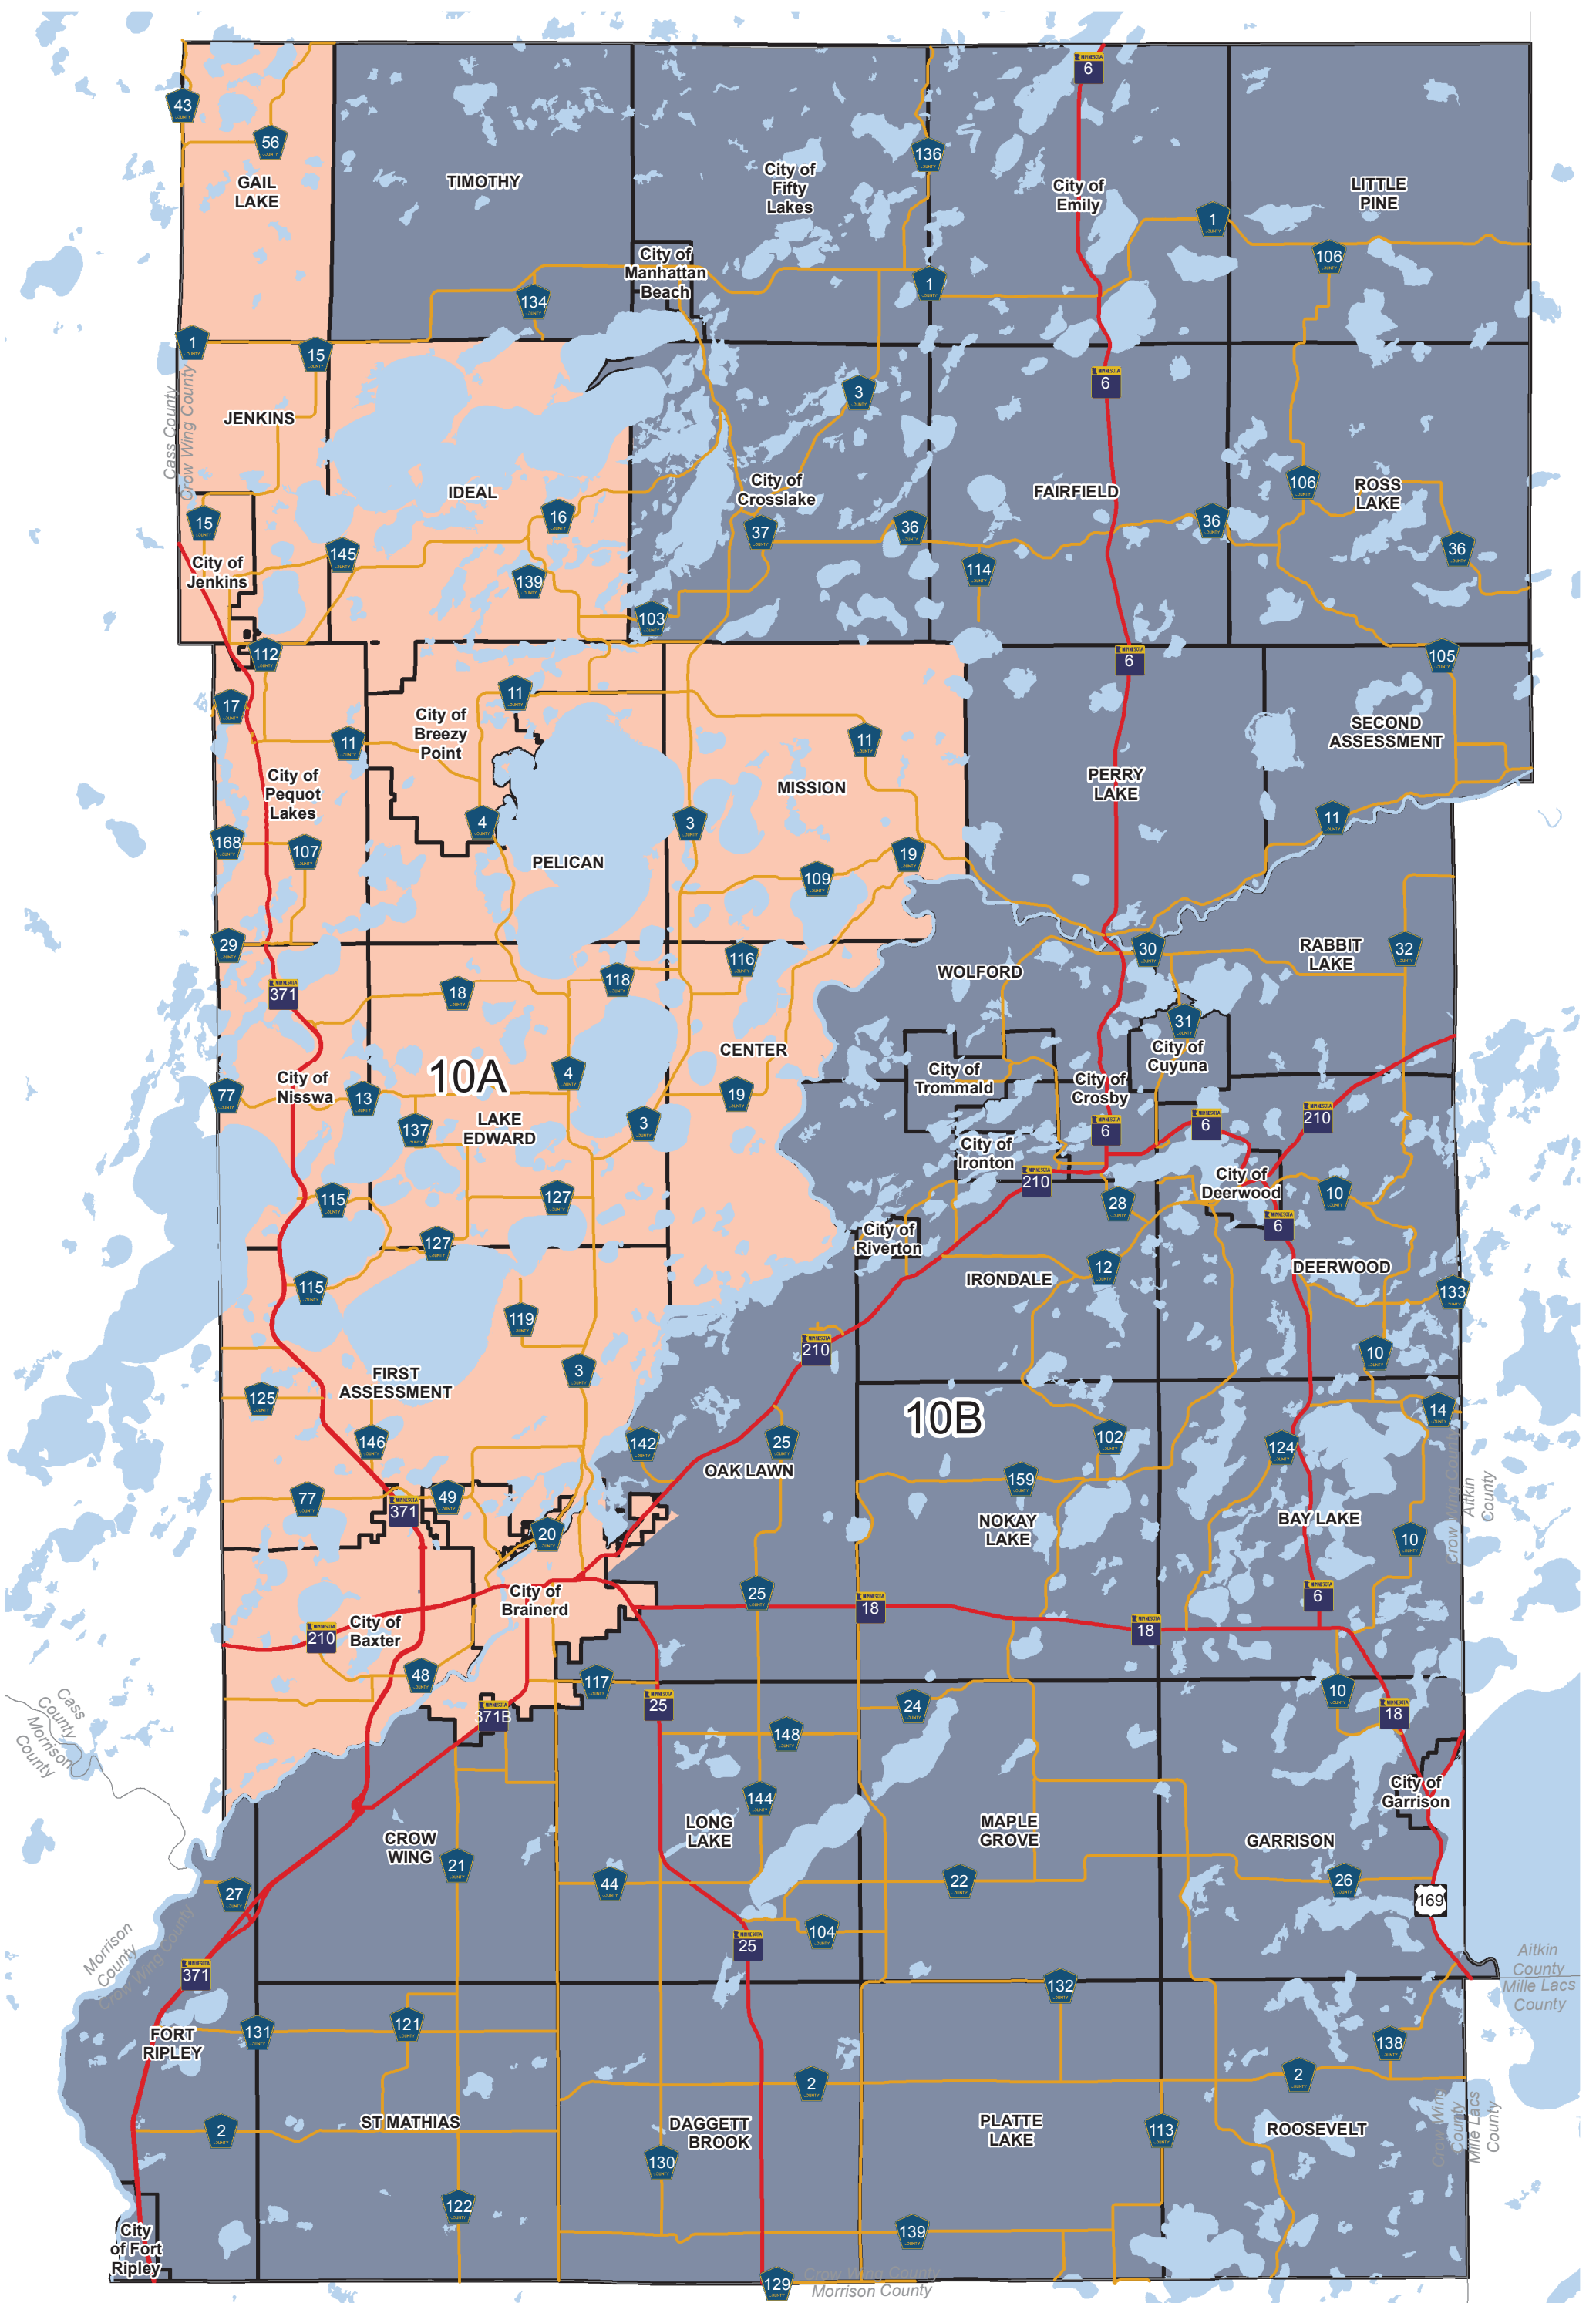 6
43
136
56
GAIL
LAKE
TIMOTHY
City of
Fifty
Lakes
City of
Emily
LITTLE
PINE
1
106
City of
Manhattan
Beach
134
1
1
15
6
3
JENKINS
Cass County
Crow Wing County
IDEAL
City of
Crosslake
FAIRFIELD
106
ROSS
LAKE
15
16
37
36
36
36
145
City of
Jenkins
139
114
103
112
6
105
17
11
11
11
City of
Breezy
Point
SECOND
ASSESSMENT
City of
Pequot
Lakes
MISSION
PERRY
LAKE
168
107
4
3
11
PELICAN
19
109
29
30
32
RABBIT
LAKE
116
118
WOLFORD
371
18
31
CENTER
City of
Cuyuna
10A
4
City of
Trommald
City of
Nisswa
City of
Crosby
77
13
19
137
LAKE
EDWARD
3
6
6
210
City of
Ironton
210
City of
Deerwood
115
127
28
10
6
127
City of
Riverton
115
IRONDALE
12
DEERWOOD
133
119
210
10
3
FIRST
ASSESSMENT
125
10B
14
146
142
25
102
124
OAK LAWN
159
Crow Wing County
Aitkin
County
77
49
371
20
NOKAY
LAKE
BAY LAKE
10
City of
Brainerd
25
18
6
210
City of
Baxter
18
48
117
10
371B
25
24
18
148
Cass
County
Morrison
County
144
City of
Garrison
CROW
WING
LONG
LAKE
MAPLE
GROVE
GARRISON
21
44
22
26
27
169
104
Morrison
County
Crow Wing County
25
371
Aitkin
County
Mille Lacs
County
132
121
131
FORT
RIPLEY
138
2
2
2
ST MATHIAS
DAGGETT
BROOK
PLATTE
LAKE
113
ROOSEVELT
Crow Wing
County
Mille Lacs
County
130
122
139
City
of Fort
Ripley
129
Crow Wing County
Morrison County